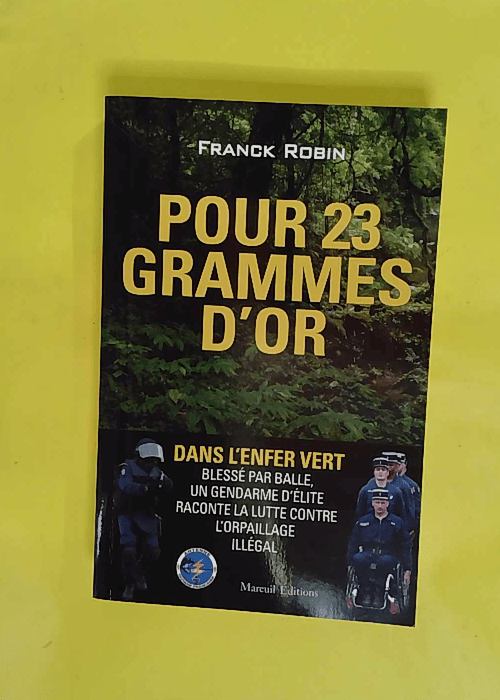 FRANCK ROBIN
POUR 23
GRAMMES
D'OR
DANS L'ENFER VERT
BLESSÉ PAR BALLE,
UN GENDARME D'ÉLITE
RACONTE LA LUTTE CONTRE
L'ORPAILLAGE
ILLÉGAL
ANTENNE
Mareuil Éditions